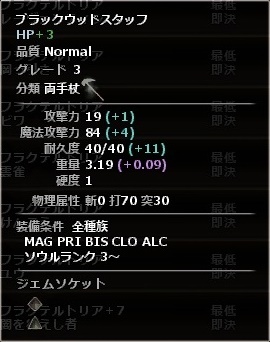 ブラックウッドスタッフ
HP+3
品質 Normal
グレード 3
分類 両手杖
攻撃力 19 (+1)
魔法攻撃力 84 (+4)
耐久度 40/40 (+11)
重量 3.19 (+0.09)
硬度 1
物理属性 斬0 打70 突30
装備条件 全種族
MAG PRI BIS CLO ALC
ソウルランク 3～
ジェムソケット